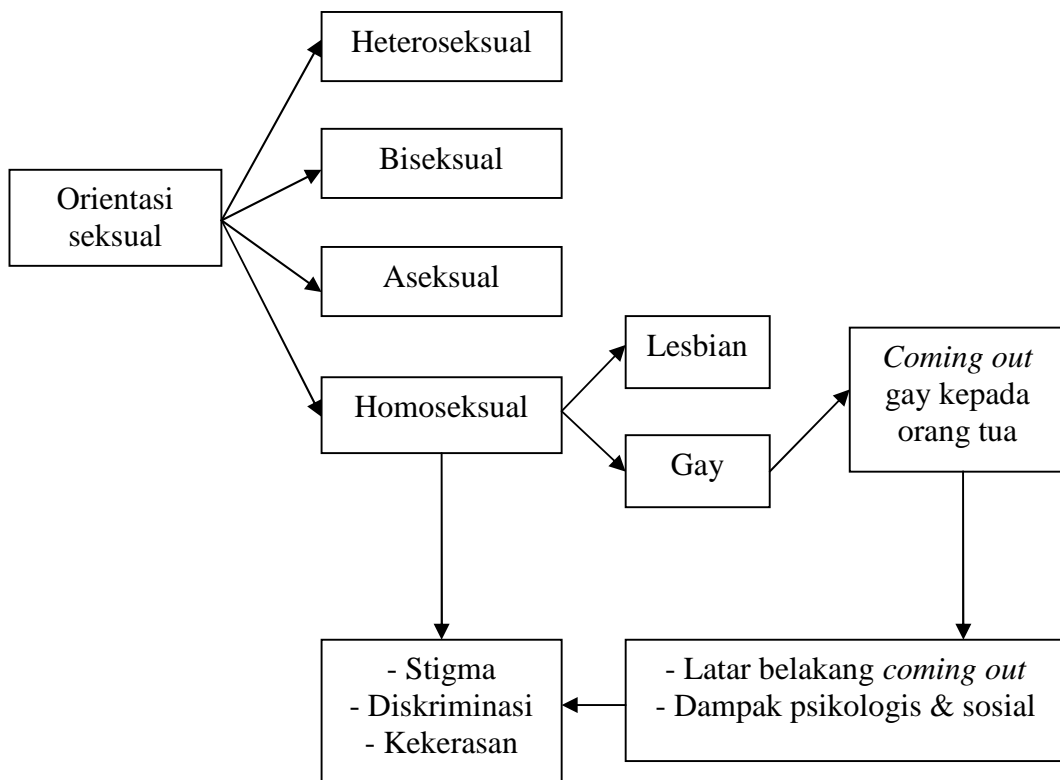 Heteroseksual
Biseksual
Orientasi
seksual
Aseksual
Homoseksual
Lesbian
Gay
Coming out
gay kepada
orang tua
- Stigma
- Diskriminasi
- Kekerasan
- Latar belakang coming out
- Dampak psikologis & sosial